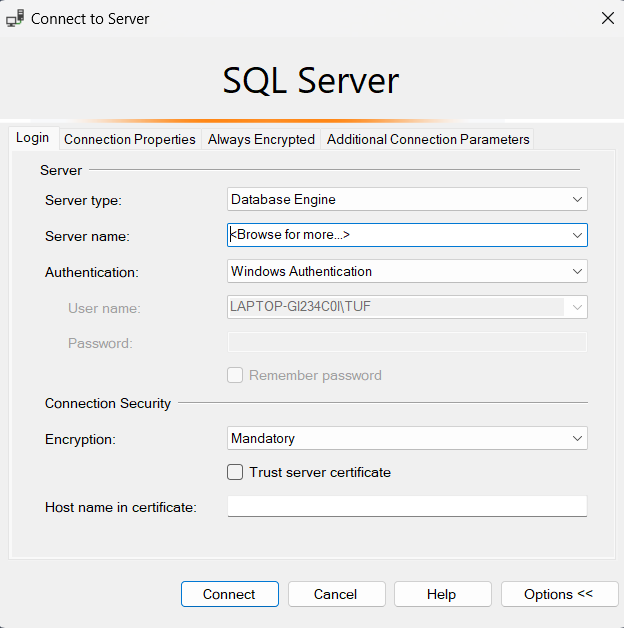 Connect to Server
SQL Server
Login Connection Properties Always Encrypted Additional Connection Parameters
Server
Server type: Database Engine
Server name: <Browse for more...>
Authentication: Windows Authentication
User name: LAPTOP-GI234C0I\TUF
Password:
Remember password
Connection Security
Encryption: Mandatory
Trust server certificate
Host name in certificate:
Connect Cancel Help Options <<